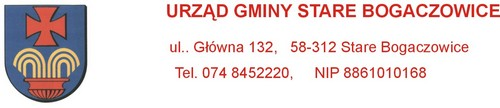 URZĄD GMINY STARE BOGACZOWICE
ul.. Główna 132, 58-312 Stare Bogaczowice
Tel. 074 8452220, NIP 8861010168